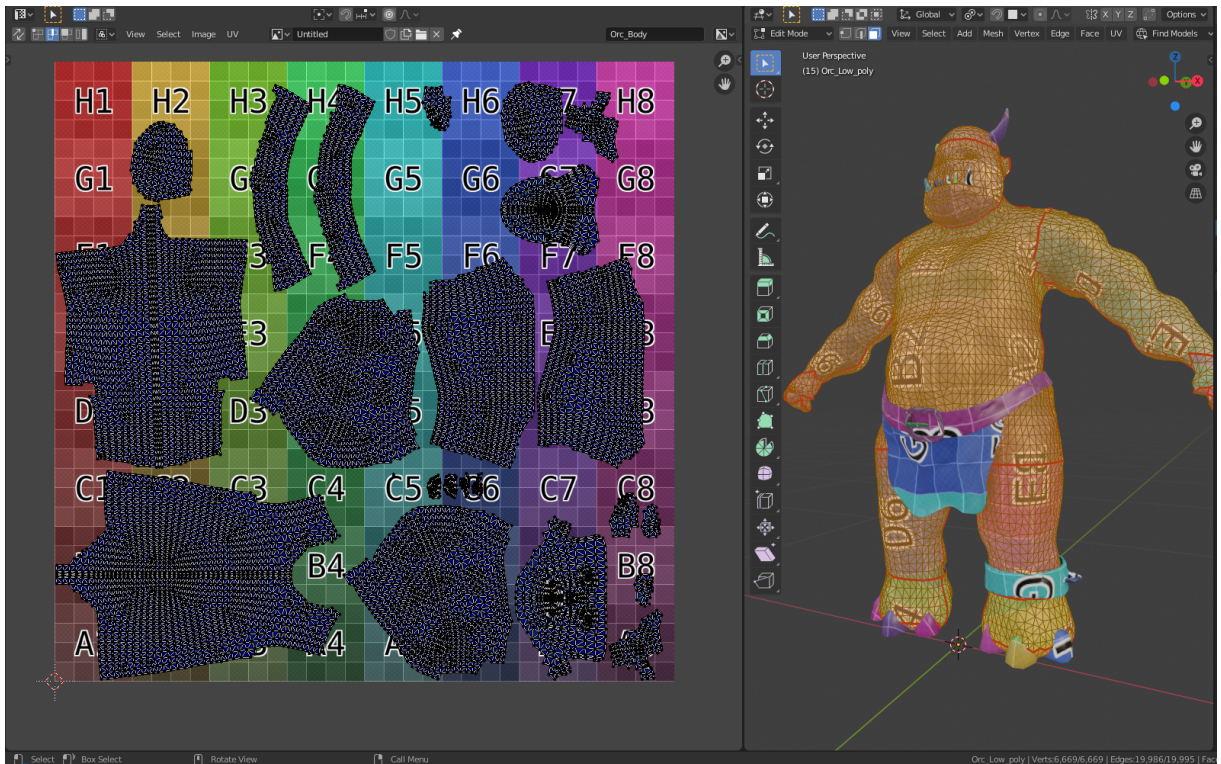 View Select Image UV
Untitled
Orc_Body
Global
X Y Z
Options
Edit Mode
View Select Add Mesh Vertex Edge Face UV
Find Models
User Perspective
(15) Orc_Low_poly
H1 H2 H3 H4 H5 H6 H8
G1 G5 G6 G8
F5 F6 F7 F8
D3
C3 C4 C5 C7 C8
B4 B8
Select
Box Select
Rotate View
Call Menu
Orc_Low_poly | Verts:6,669/6,669 | Edges:19,986/19,995 | Fac